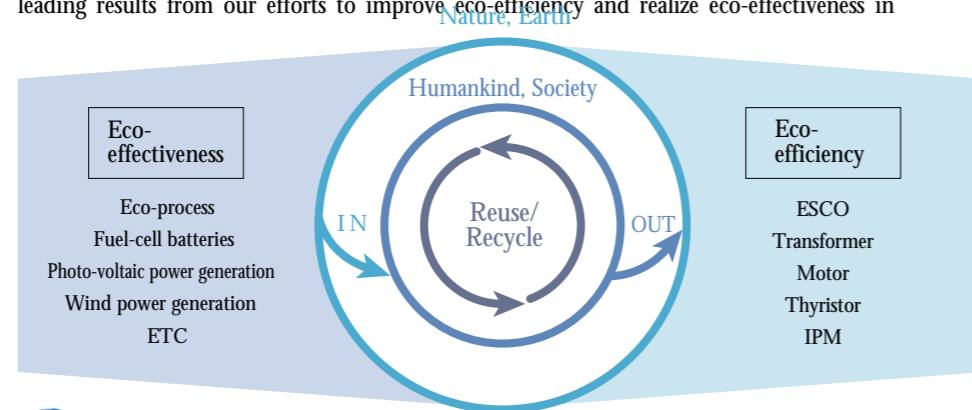 leading results from our efforts to improve eco-efficiency and realize eco-effectiveness in
Nature, Earth
Humankind, Society
Eco-
effectiveness
Eco-process
Fuel-cell batteries
Photo-voltaic power generation
Wind power generation
ETC
IN
Reuse/
Recycle
OUT
Eco-
efficiency
ESCO
Transformer
Motor
Thyristor
IPM